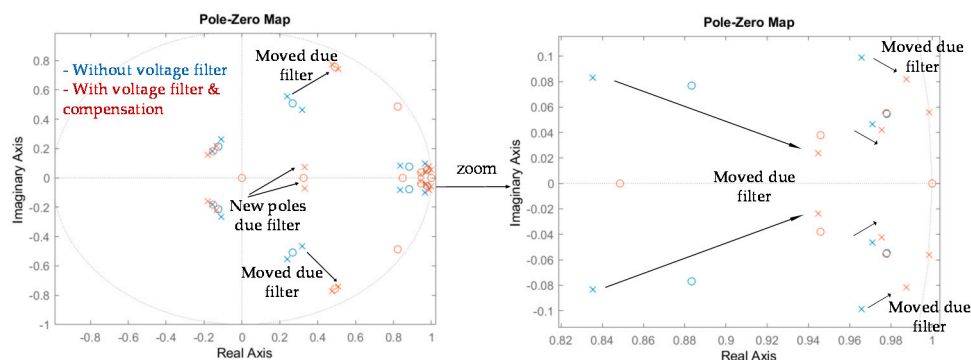 Pole-Zero Map
Imaginary Axis
0.8
0.6
0.4
0.2
0
-0.2
-0.4
-0.6
-0.8
-1
- Without voltage filter
- With voltage filter &
compensation
Moved due
filter
New poles
due filter
Moved due
filter
-0.8
-0.6
-0.4
-0.2
0
0.2
0.4
0.6
0.8
1
Real Axis
zoom
Pole-Zero Map
Imaginary Axis
0.1
0.08
0.06
0.04
0.02
0
-0.02
-0.04
-0.06
-0.08
-0.1
Moved due
filter
Moved due
filter
Moved due
filter
0.82
0.84
0.86
0.88
0.9
0.92
0.94
0.96
0.98
1
Real Axis